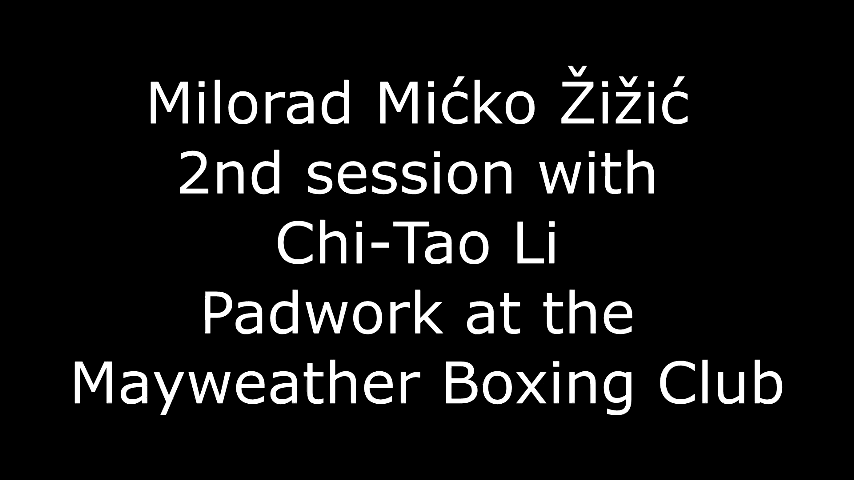 Milorad Mićko Žižić
2nd session with
Chi-Tao Li
Padwork at the
Mayweather Boxing Club